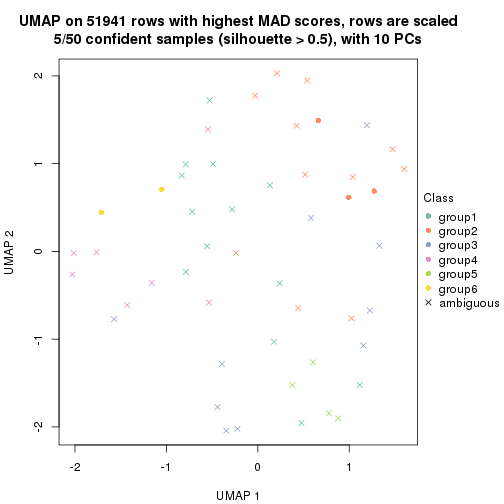 UMAP on 51941 rows with highest MAD scores, rows are scaled
5/50 confident samples (silhouette > 0.5), with 10 PCs
2
1
0
-1
-2
UMAP 2
-2
-1
0
1
UMAP 1
Class
group1
group2
group3
group4
group5
group6
ambiguous